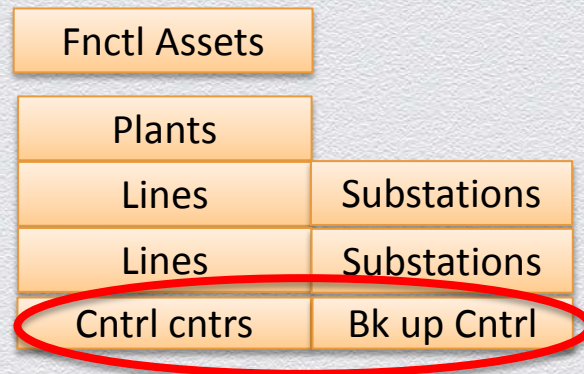 Fnctl Assets
Plants
Lines Substations
Lines Substations
Cntrl cntrs Bk up Cntrl